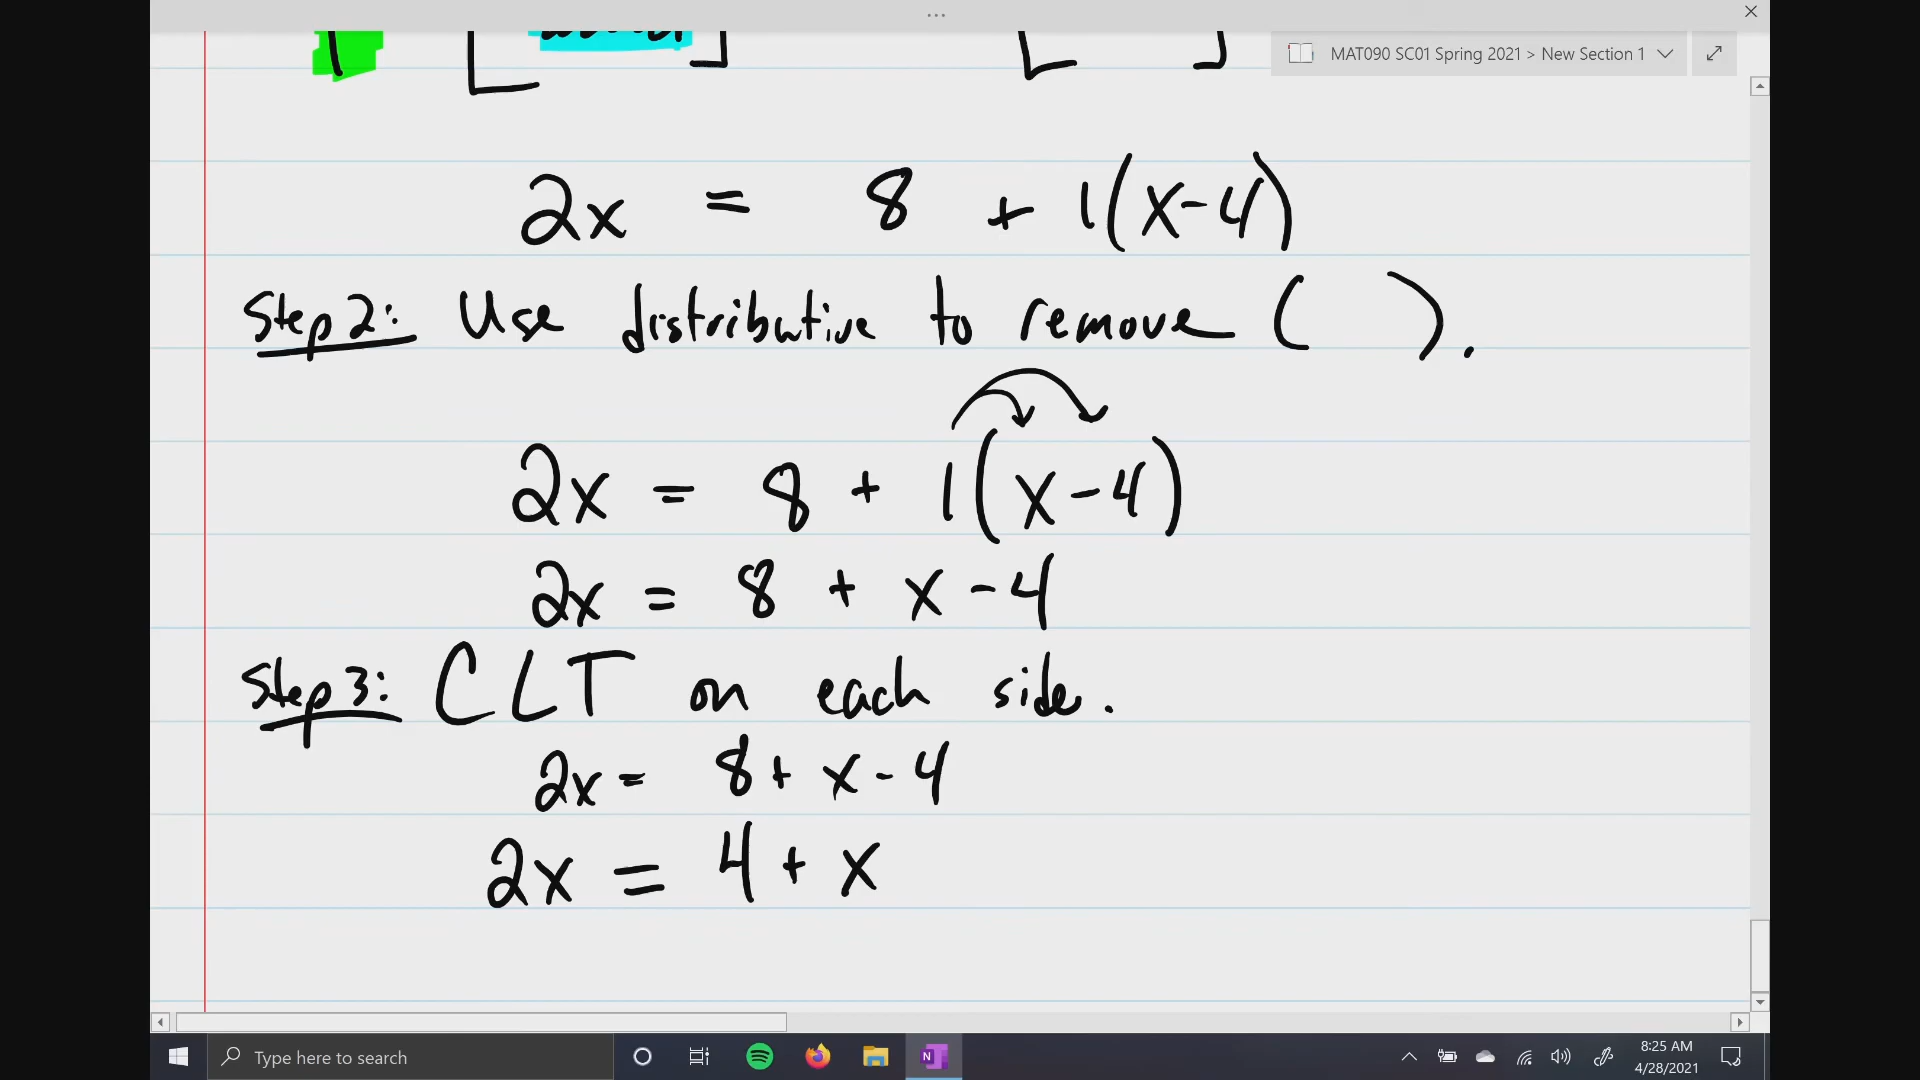 MAT090 SC01 Spring 2021 > New Section 1
2x = 8 + 1(x-4)
Step 2: Use distributive to remove ( ).
2x = 8 + 1(x-4)
2x = 8 + x - 4
Step 3: CLT on each side.
2x = 8 + x - 4
2x = 4 + x
Type here to search
8:25 AM
4/28/2021